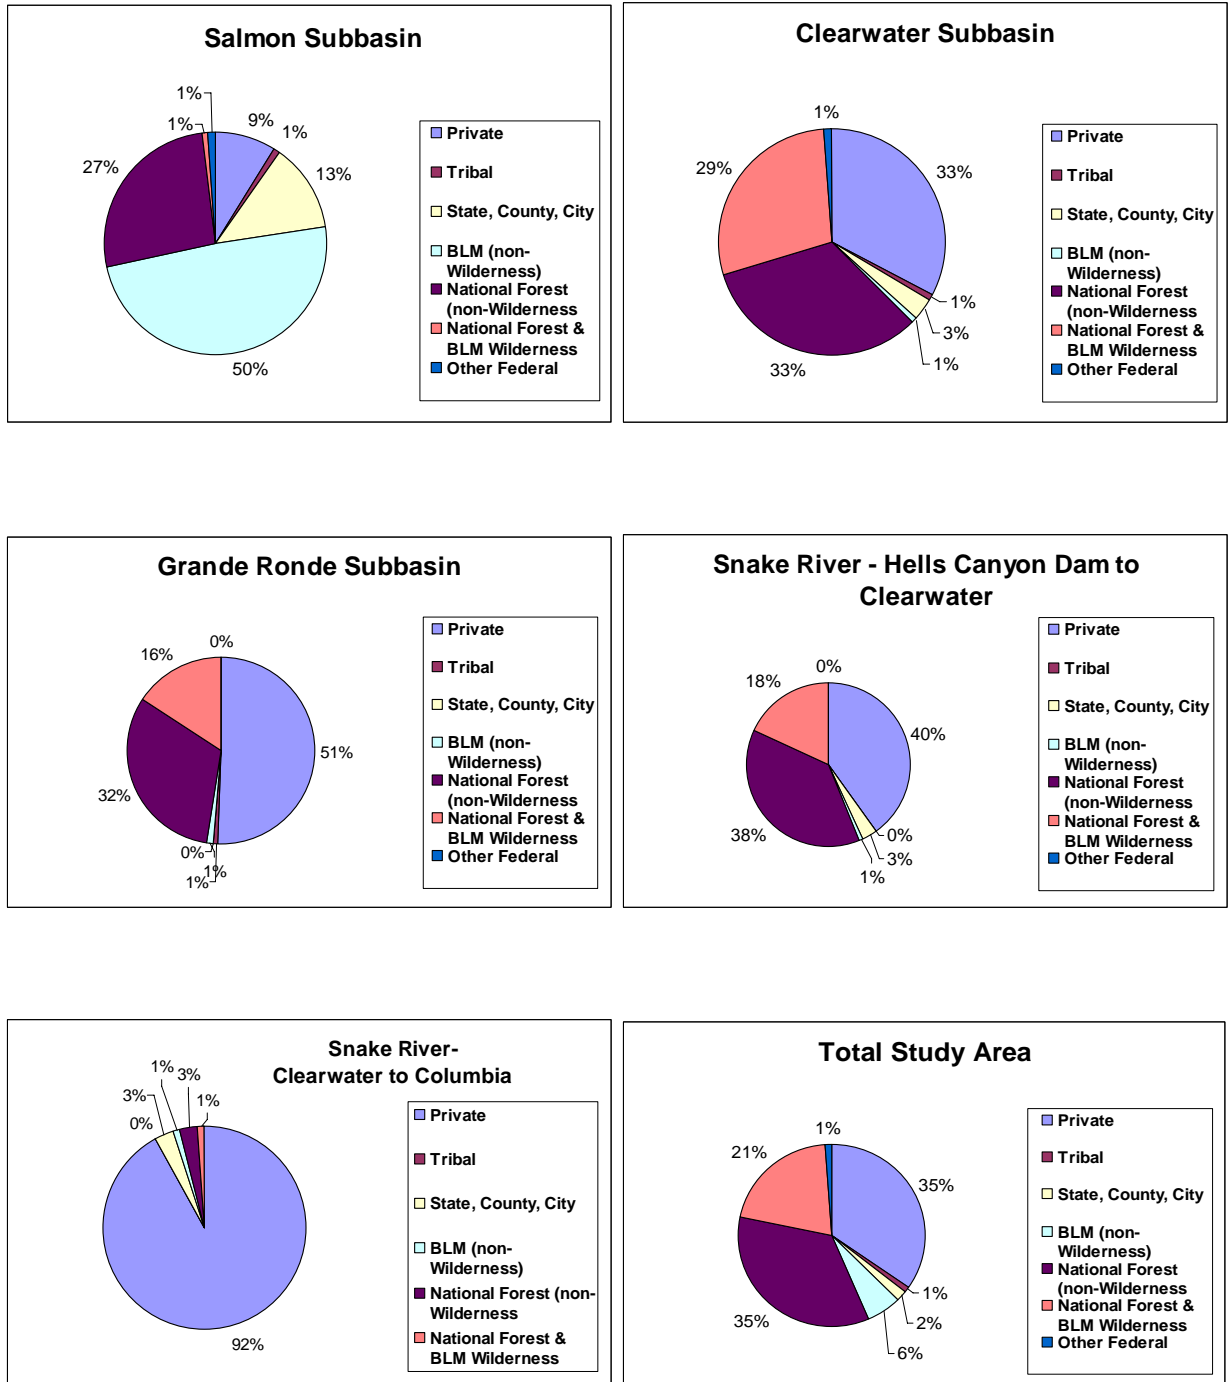 Salmon Subbasin
1%
1%
9%
1%
27%
13%
50%
Private
Tribal
State, County, City
BLM (non-
Wilderness)
National Forest
(non-Wilderness
National Forest &
BLM Wilderness
Other Federal
Clearwater Subbasin
1%
33%
29%
1%
3%
1%
33%
Private
Tribal
State, County, City
BLM (non-
Wilderness)
National Forest
(non-Wilderness
National Forest &
BLM Wilderness
Other Federal
Grande Ronde Subbasin
0%
16%
51%
32%
0%
1%
1%
Private
Tribal
State, County, City
BLM (non-
Wilderness)
National Forest
(non-Wilderness
National Forest &
BLM Wilderness
Other Federal
Snake River - Hells Canyon Dam to
Clearwater
0%
18%
40%
0%
38%
3%
1%
Private
Tribal
State, County, City
BLM (non-
Wilderness)
National Forest
(non-Wilderness
National Forest &
BLM Wilderness
Other Federal
Snake River-
Clearwater to Columbia
1%
3%
3%
1%
0%
92%
Private
Tribal
State, County, City
BLM (non-
Wilderness)
National Forest (non-
Wilderness
National Forest &
BLM Wilderness
Total Study Area
1%
21%
35%
1%
2%
35%
6%
Private
Tribal
State, County, City
BLM (non-
Wilderness)
National Forest
(non-Wilderness
National Forest &
BLM Wilderness
Other Federal